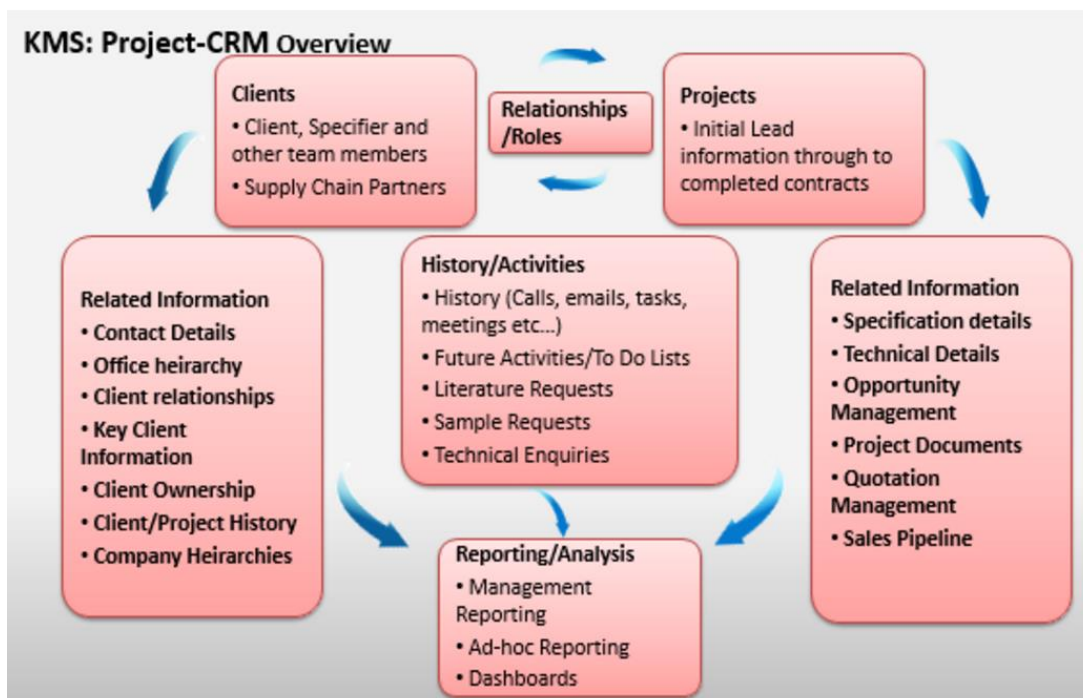 KMS: Project-CRM Overview
Clients
• Client, Specifier and
other team members
• Supply Chain Partners
Relationships
/Roles
Projects
• Initial Lead
information through to
completed contracts
Related Information
• Contact Details
• Office heirarchy
• Client relationships
• Key Client
Information
• Client Ownership
• Client/Project History
• Company Heirarchies
History/Activities
• History (Calls, emails, tasks,
meetings etc...)
• Future Activities/To Do Lists
• Literature Requests
• Sample Requests
• Technical Enquiries
Related Information
• Specification details
• Technical Details
• Opportunity
Management
• Project Documents
• Quotation
Management
• Sales Pipeline
Reporting/Analysis
• Management
Reporting
• Ad-hoc Reporting
• Dashboards